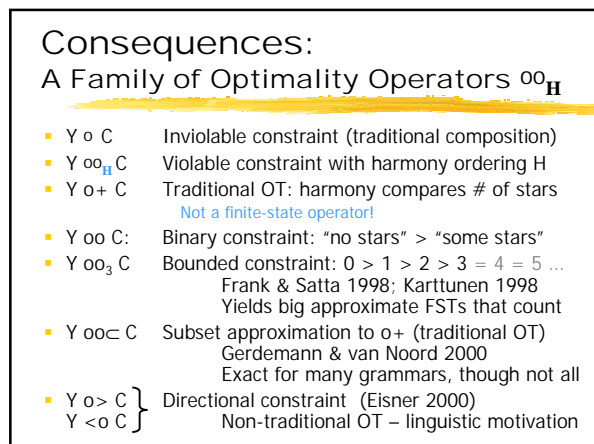 Consequences:
A Family of Optimality Operators ooH
Y o C Inviolable constraint (traditional composition)
Y ooH C Violable constraint with harmony ordering H
Y o+ C Traditional OT: harmony compares # of stars
Not a finite-state operator!
Y oo C: Binary constraint: “no stars” > “some stars”
Y oo3 C Bounded constraint: 0 > 1 > 2 > 3 = 4 = 5 ...
Frank & Satta 1998; Karttunen 1998
Yields big approximate FSTs that count
Y oo⊂ C Subset approximation to o+ (traditional OT)
Gerdemann & van Noord 2000
Exact for many grammars, though not all
Y o> C Directional constraint (Eisner 2000)
Y <o C Non-traditional OT – linguistic motivation